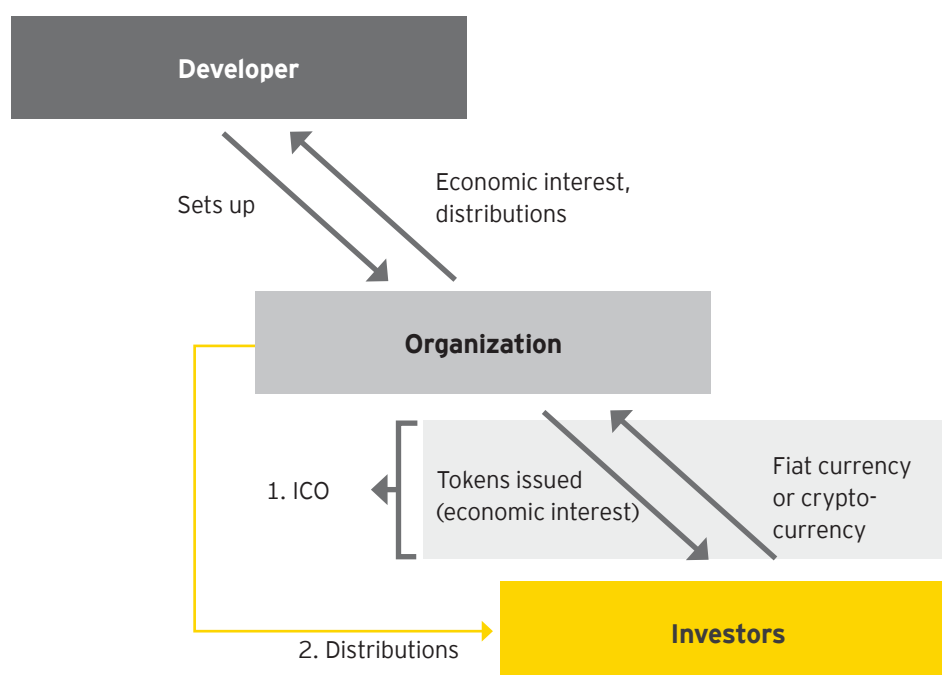 Developer
Sets up
Economic interest,
distributions
Organization
1. ICO
Tokens issued
(economic interest)
Fiat currency
or crypto-
currency
2. Distributions
Investors